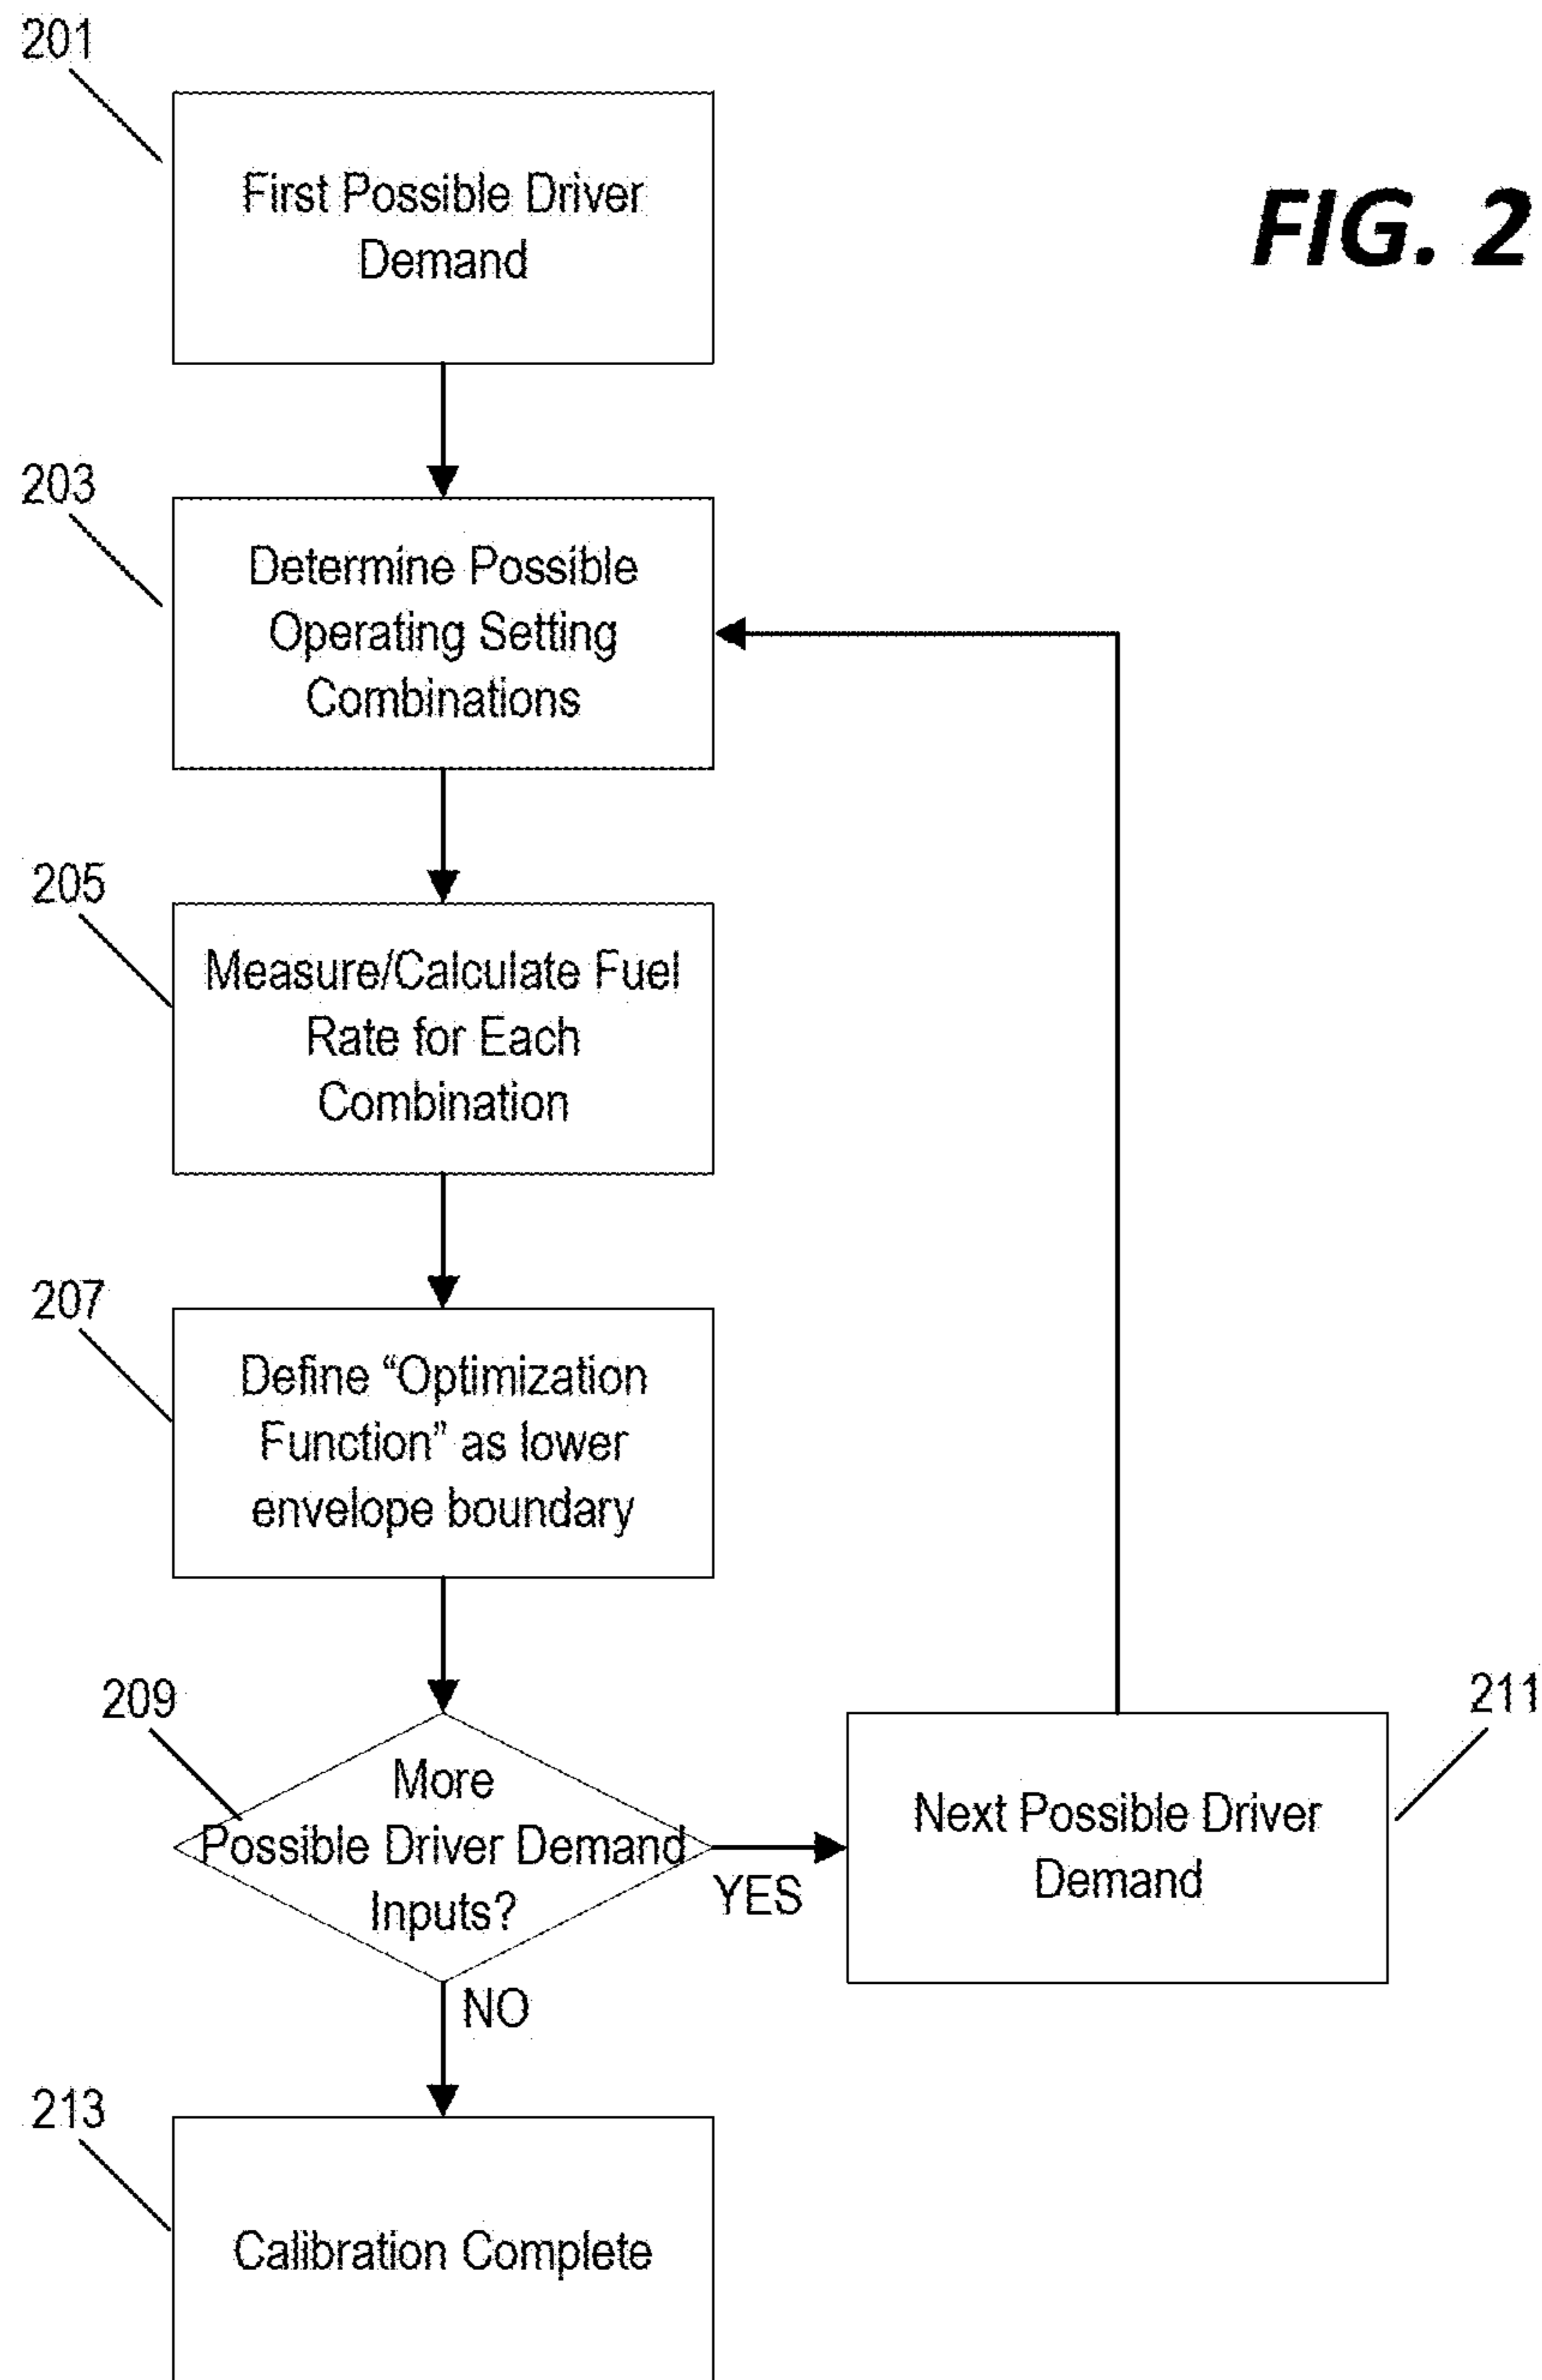 201
First Possible Driver
Demand
FIG. 2
203
Determine Possible
Operating Setting
Combinations
205
Measure/Calculate Fuel
Rate for Each
Combination
207
Define “Optimization
Function” as lower
envelope boundary
209
More
Possible Driver Demand
Inputs?
YES
NO
211
Next Possible Driver
Demand
213
Calibration Complete